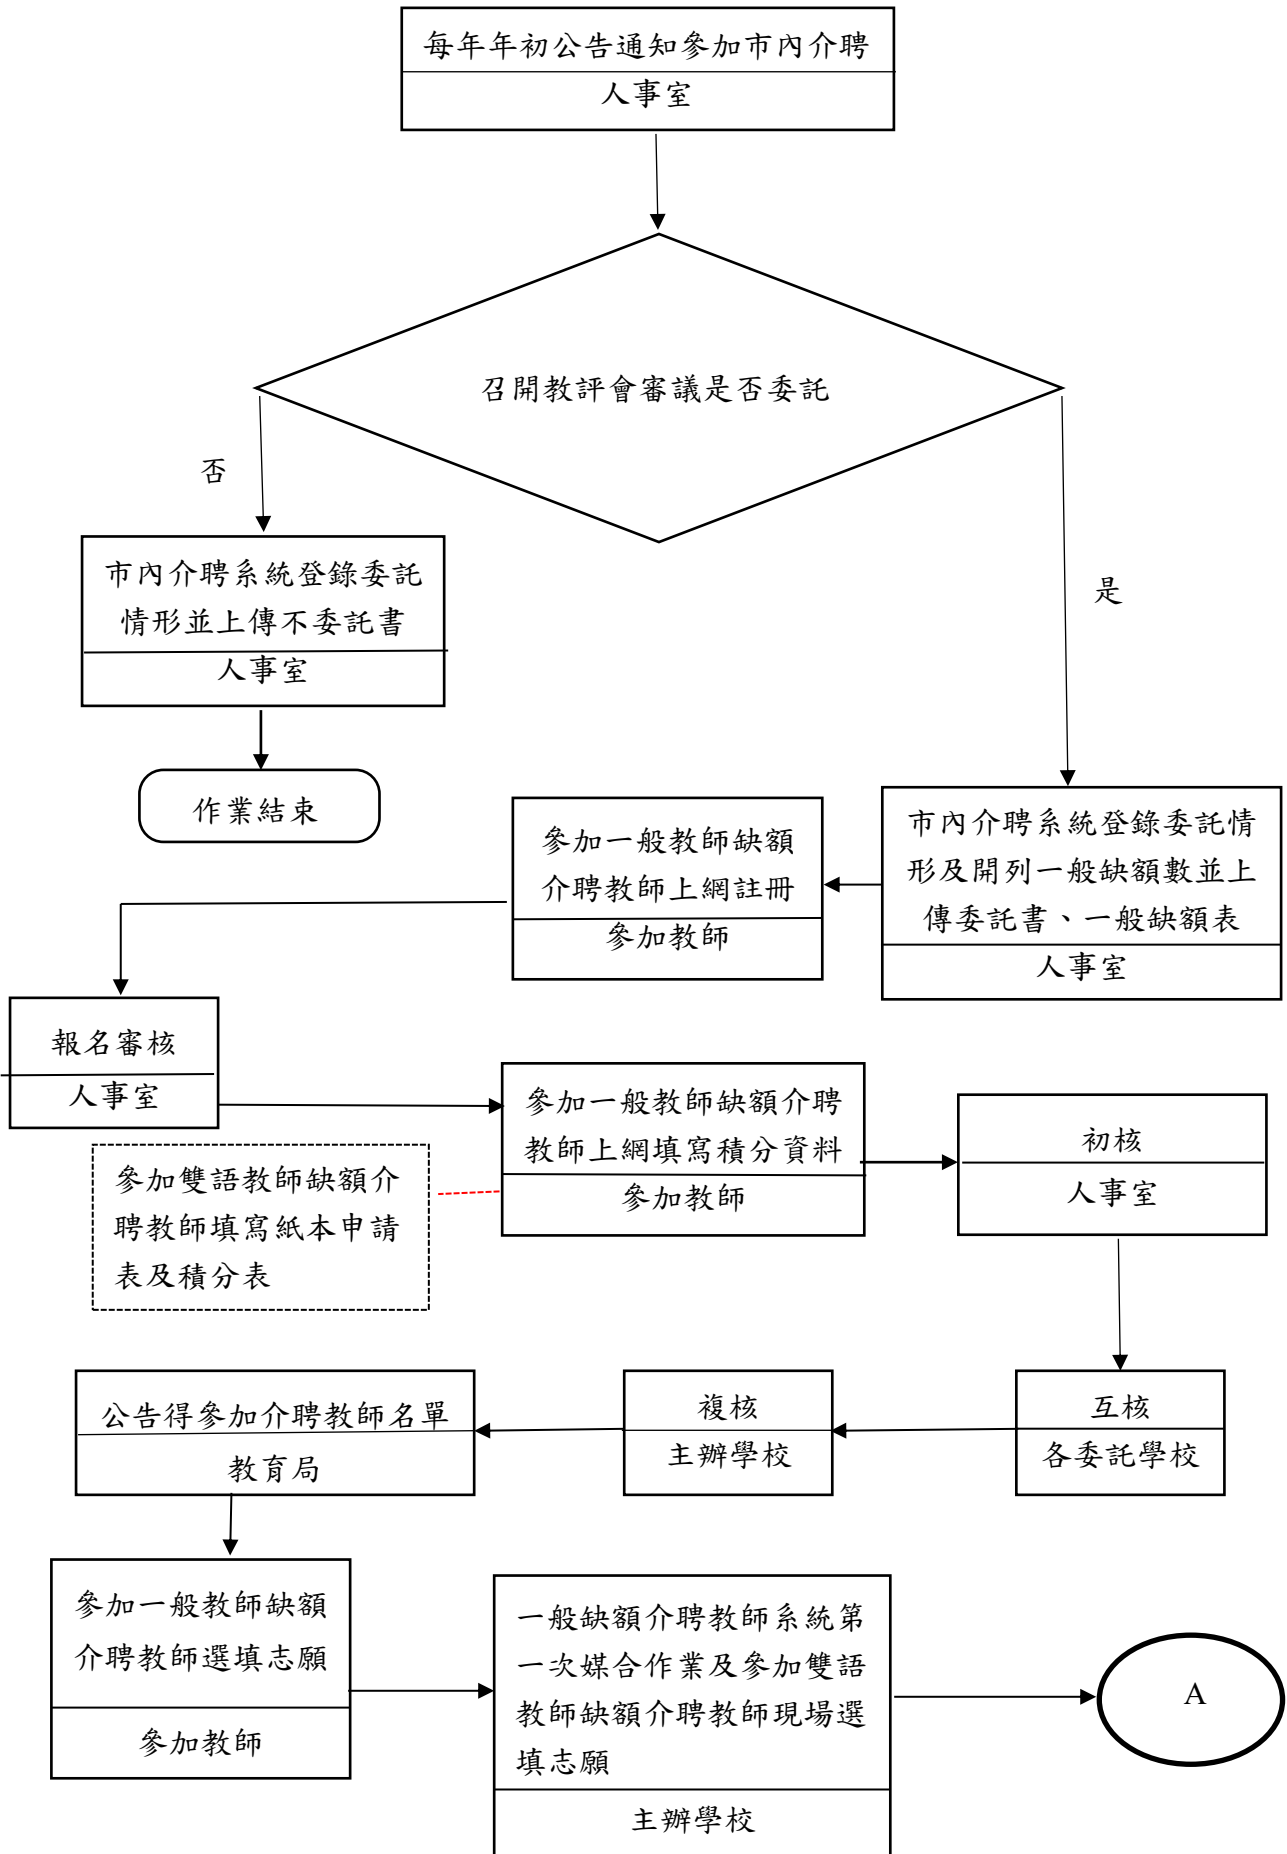 每年年初公告通知參加市內介聘
人事室
召開教評會審議是否委託
否
是
市內介聘系統登錄委託
情形並上傳不委託書
人事室
作業結束
市內介聘系統登錄委託情
形及開列一般缺額數並上
傳委託書、一般缺額表
人事室
參加一般教師缺額
介聘教師上網註冊
參加教師
報名審核
人事室
參加一般教師缺額介聘
教師上網填寫積分資料
參加教師
參加雙語教師缺額介
聘教師填寫紙本申請
表及積分表
初核
人事室
互核
各委託學校
複核
主辦學校
公告得參加介聘教師名單
教育局
參加一般教師缺額
介聘教師選填志願
參加教師
一般缺額介聘教師系統第
一次媒合作業及參加雙語
教師缺額介聘教師現場選
填志願
主辦學校
A